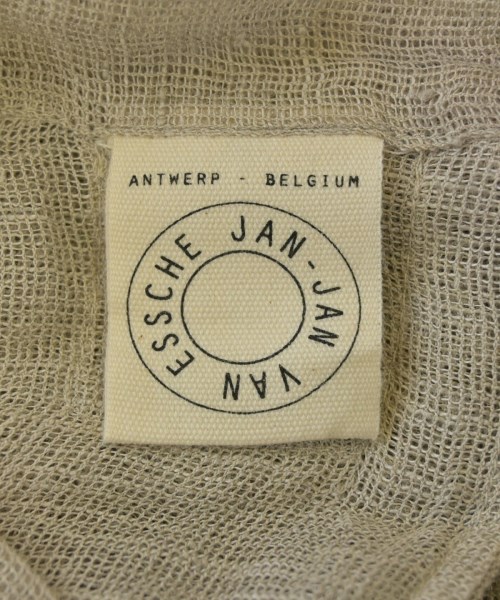 ANTWERP - BELGIUM
JAN-JAN VAN ESSCHE